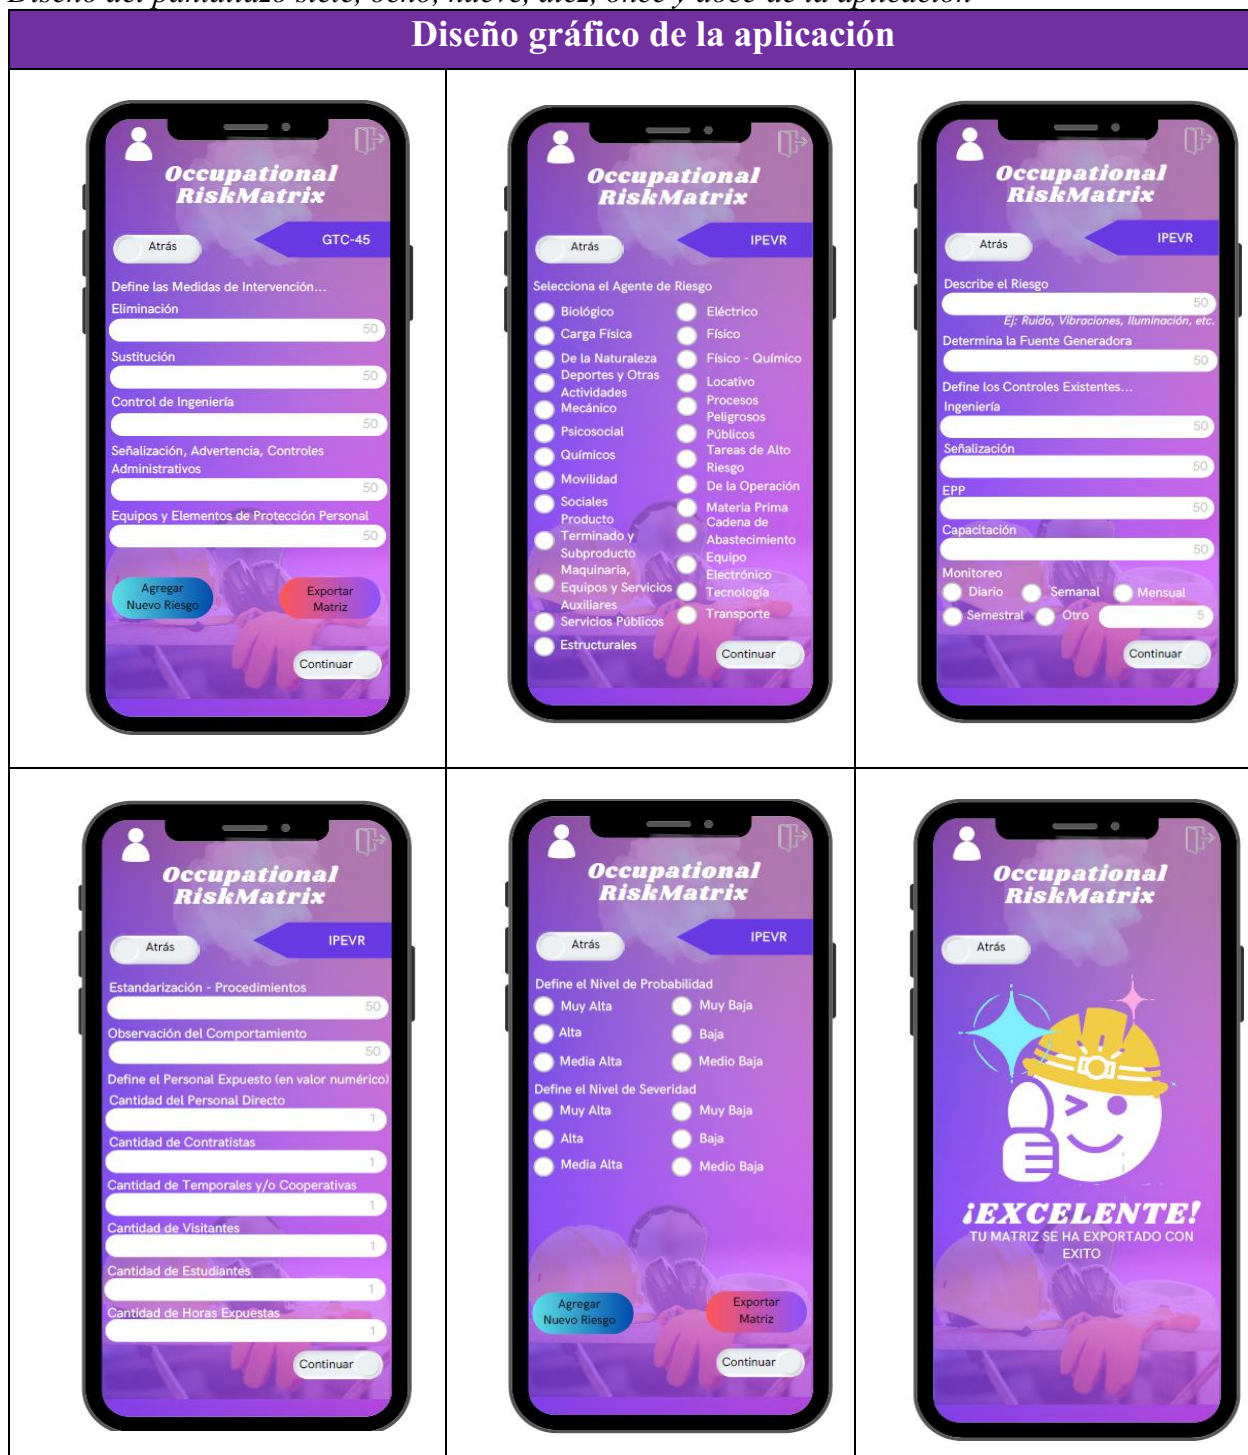 Diseño del pantallazo siete, ocho, nueve, diez, once y doce de la aplicación
Diseño gráfico de la aplicación
Occupational
RiskMatrix
GTC-45
Atrás
Define las Medidas de Intervención...
Eliminación
50
Sustitución
50
Control de Ingeniería
50
Señalización, Advertencia, Controles
Administrativos
50
Equipos y Elementos de Protección Personal
50
Agregar
Nuevo Riesgo
Exportar
Matriz
Continuar
Occupational
RiskMatrix
IPEVR
Atrás
Selecciona el Agente de Riesgo
Biológico
Carga Física
De la Naturaleza
Deportes y Otras
Actividades
Mecánico
Psicosocial
Químicos
Movilidad
Sociales
Producto
Terminado y
Subproducto
Maquinaria,
Equipos y Servicios
Auxiliares
Servicios Públicos
Estructurales
Eléctrico
Físico
Físico - Químico
Locativo
Procesos
Peligrosos
Públicos
Tareas de Alto
Riesgo
De la Operación
Materia Prima
Cadena de
Abastecimiento
Equipo
Electrónico
Tecnología
Transporte
Continuar
Occupational
RiskMatrix
IPEVR
Atrás
Describe el Riesgo
50
Ej: Ruido, Vibraciones, Iluminación, etc.
Determina la Fuente Generadora
50
Define los Controles Existentes...
Ingeniería
50
Señalización
50
EPP
50
Capacitación
50
Monitoreo
Diario Semanal Mensual
Semestral Otro 5
Continuar
Occupational
RiskMatrix
IPEVR
Atrás
Estandarización - Procedimientos
50
Observación del Comportamiento
50
Define el Personal Expuesto (en valor numérico)
Cantidad del Personal Directo
1
Cantidad de Contratistas
1
Cantidad de Temporales y/o Cooperativas
1
Cantidad de Visitantes
1
Cantidad de Estudiantes
1
Cantidad de Horas Expuestas
1
Continuar
Occupational
RiskMatrix
IPEVR
Atrás
Define el Nivel de Probabilidad
Muy Alta Muy Baja
Alta Baja
Media Alta Medio Baja
Define el Nivel de Severidad
Muy Alta Muy Baja
Alta Baja
Media Alta Medio Baja
Agregar
Nuevo Riesgo
Exportar
Matriz
Continuar
Occupational
RiskMatrix
Atrás
¡EXCELENTE!
TU MATRIZ SE HA EXPORTADO CON
EXITO